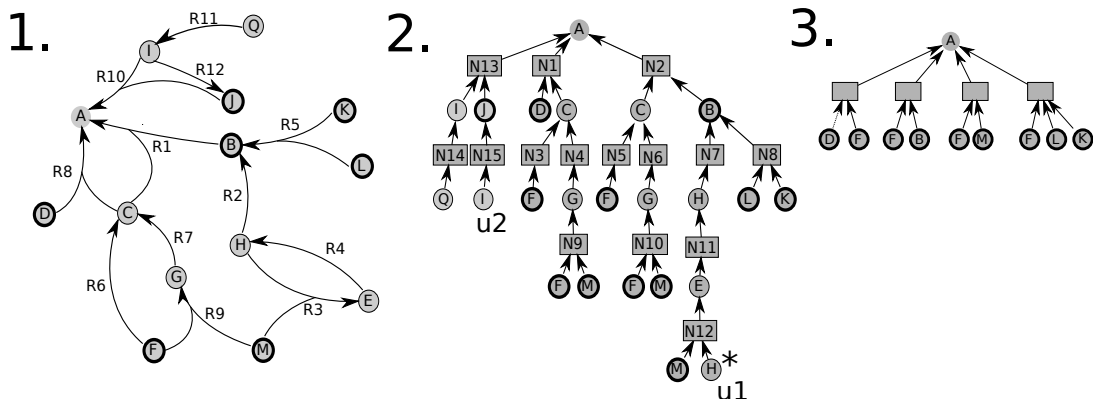 1.
R11
Q
I
R10
R12
J
A
K
R5
B
R1
L
R8
R2
D
C
H
R7
R4
R6
G
E
R3
R9
F
M
2.
A
N13
N1
N2
I
J
D
C
C
B
N14
N15
N3
N4
N5
N6
N7
N8
Q
I
F
G
F
G
H
L
K
u2
N9
N10
N11
F
M
F
M
E
N12
M
H
*
u1
3.
A
D
F
F
B
F
M
F
L
K